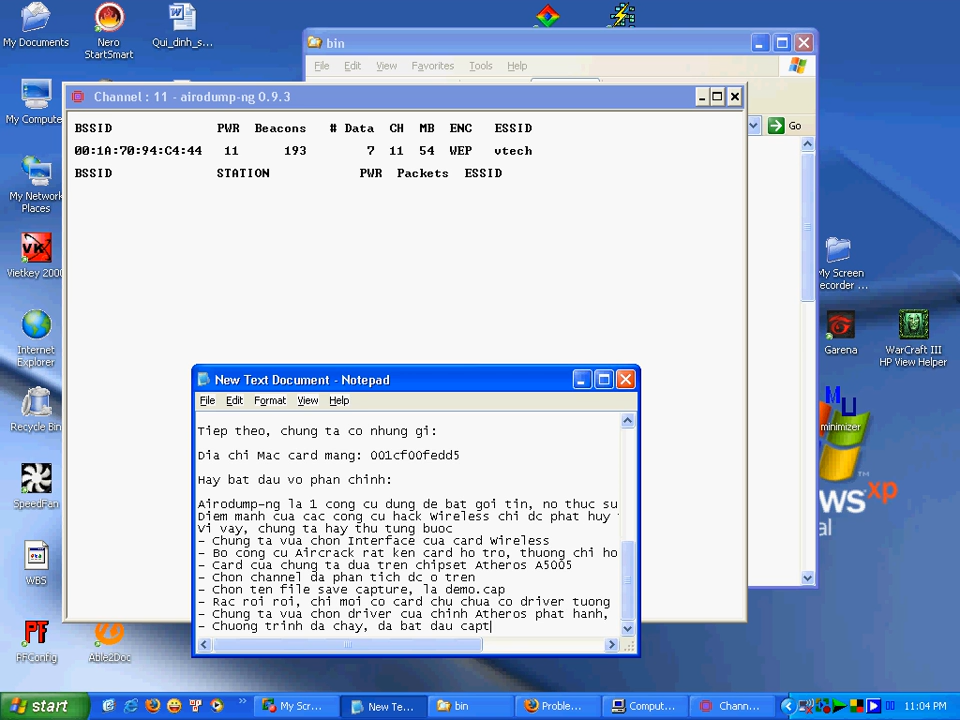 My Documents
Nero
StartSmart
Qui_dinh_s...
bin
File Edit View Favorites Tools Help
Go
My Compute
My Network
Places
Vietkey 2000
Internet
Explorer
Recycle Bin
SpeedFan
WBS
FFConfig
Able2Doc
Channel : 11 - airodump-ng 0.9.3
BSSID PWR Beacons # Data CH MB ENC ESSID
00:1A:70:94:C4:44 11 193 7 11 54 WEP vtech
BSSID STATION PWR Packets ESSID
My Screen
ecorder ...
Garena
WarCraft III
HP View Helper
minimizer
ws xp
al
New Text Document - Notepad
File Edit Format View Help
Tiep theo, chung ta co nhung gi:
Dia chi Mac card mang: 001cf00fedd5
Hay bat dau vo phan chinh:
Airodump-ng la 1 cong cu dung de bat goi tin, no thuc su
Diem manh cua cac cong cu hack Wireless chi dc phat huy
Vi vay, chung ta hay thu tung buoc
- Chung ta vua chon Interface cua card Wireless
- Bo cong cu Aircrack rat ken card ho tro, thuong chi ho
- Card cua chung ta dua tren chipset Atheros A5005
- Chon channel da phan tich dc o tren
- Chon ten file save capture, la demo.cap
- Rac roi roi, chi moi co card chu chua co driver tuong
- Chung ta vua chon driver cua chinh Atheros phat hanh,
- Chuong trinh da chay, da bat dau capt
start
My Scr...
New Te...
bin
Proble...
Comput...
Chann...
11:04 PM